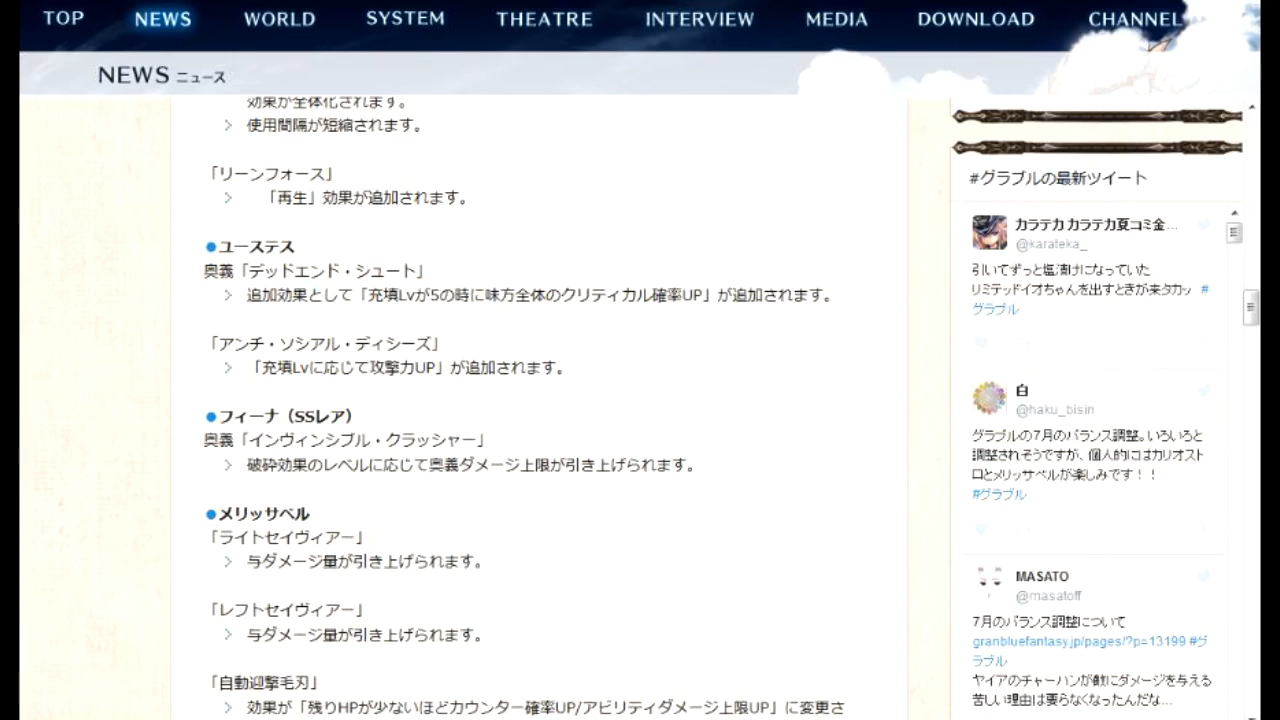 TOP NEWS WORLD SYSTEM THEATRE INTERVIEW MEDIA DOWNLOAD CHANNEL
NEWS ニュース
効果が全体化されます。
> 使用間隔が短縮されます。
「リーンフォース」
> 「再生」効果が追加されます。
●ユーステス
奥義「デッドエンド・シュート」
> 追加効果として「充填Lvが5の時に味方全体のクリティカル確率UP」が追加されます。
「アンチ・ソシアル・ディシーズ」
> 「充填Lvに応じて攻撃力UP」が追加されます。
●フィーナ（SSレア）
奥義「インヴィンシブル・クラッシャー」
> 破砕効果のレベルに応じて奥義ダメージ上限が引き上げられます。
●メリッサベル
「ライトセイヴィアー」
> 与ダメージ量が引き上げられます。
「レフトセイヴィアー」
> 与ダメージ量が引き上げられます。
「自動迎撃毛刃」
> 効果が「残りHPが少ないほどカウンター確率UP/アビリティダメージ上限UP」に変更さ
#グラブルの最新ツイート
カラテカ カラテカ夏コミ金...
@karateka_
引いてずっと塩漬けになっていた
リミテッドイオちゃんを出すときが来タカッ #
グラブル
白
@haku_bisin
グラブルの7月のバランス調整。いろいろと
調整されそうですが、個人的にはカリオスト
ロとメリッサベルが楽しみです！！
#グラブル
MASATO
@masatoff
7月のバランス調整について
granbluefantasy.jp/pages/?p=13199 #グ
ラブル
ヤイアのチャーハンが敵にダメージを与える
苦しい理由は要らなくなったんだな...